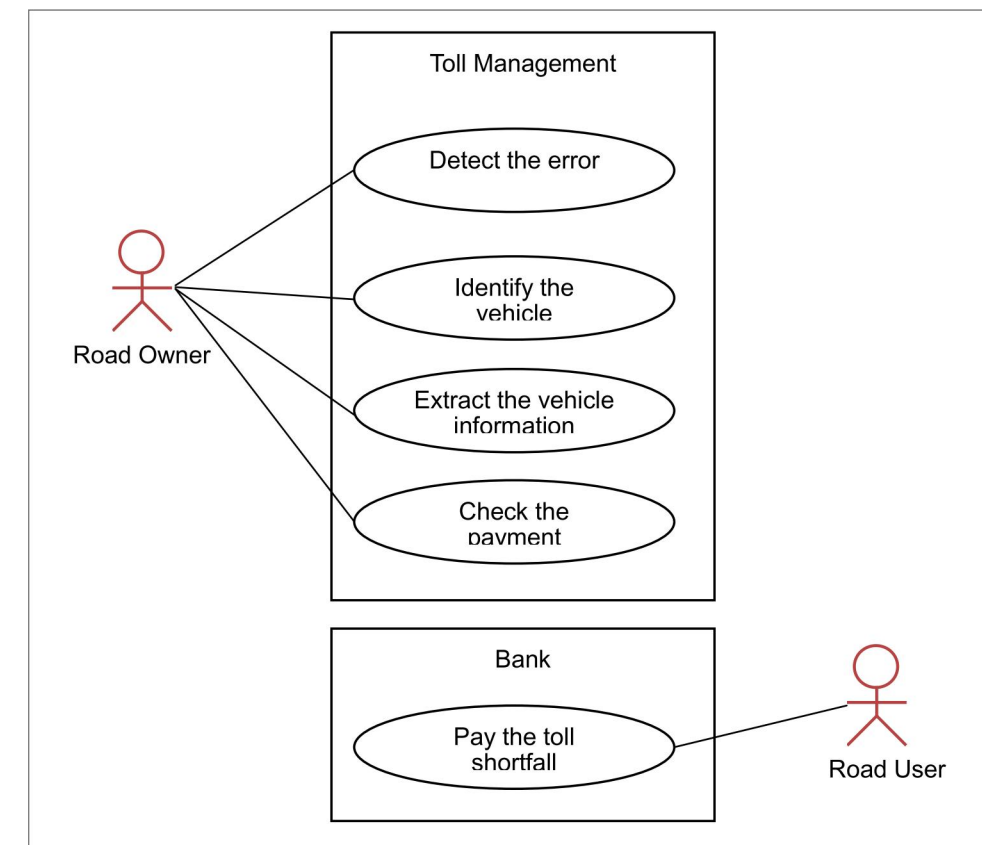 Toll Management
Detect the error
Identify the
vehicle
Road Owner
Extract the vehicle
information
Check the
payment
Bank
Pay the toll
shortfall
Road User